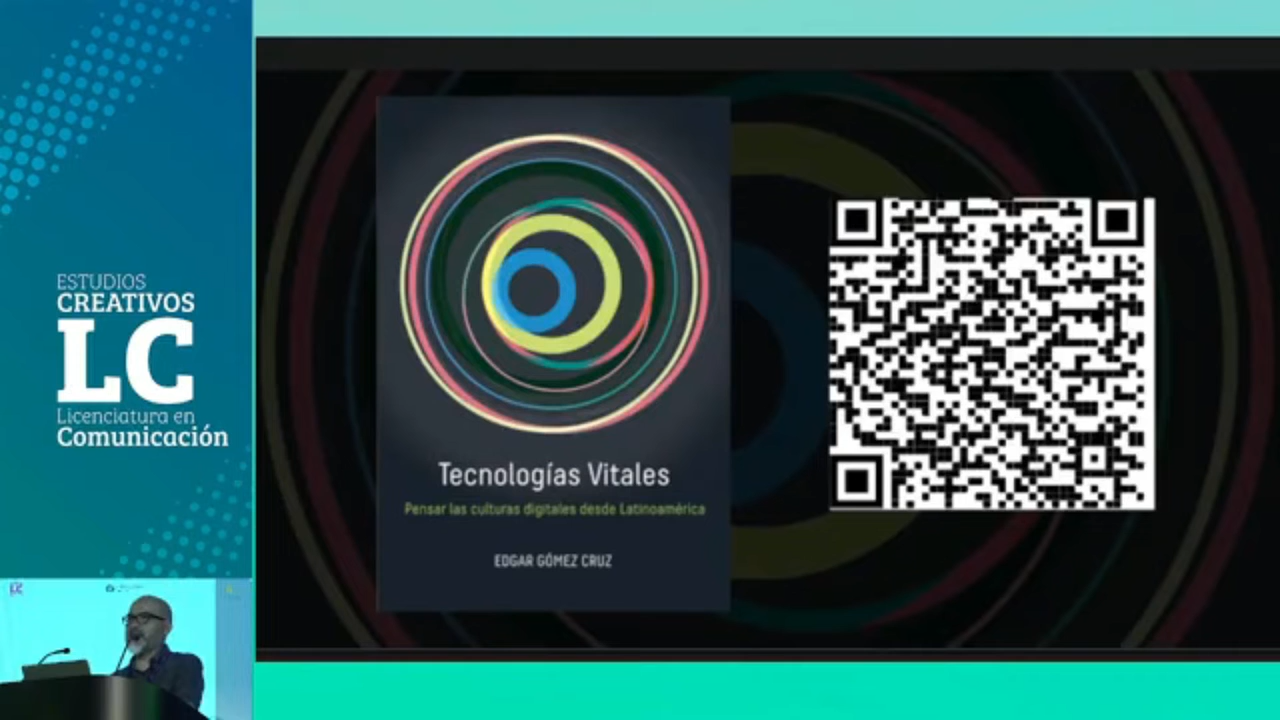 ESTUDIOS
CREATIVOS
LC
Licenciatura en
Comunicación
Tecnologías Vitales
Pensar las culturas digitales desde Latinoamérica
EDGAR GÓMEZ CRUZ